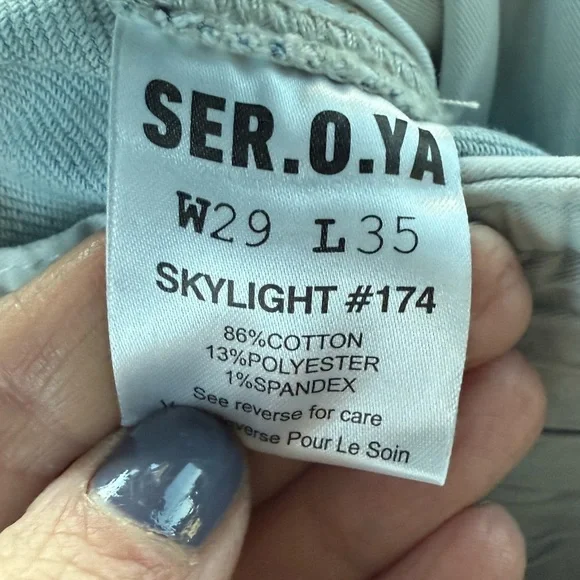 SER.O.YA
W29 L35
SKYLIGHT #174
86%COTTON
13%POLYESTER
1%SPANDEX
See reverse for care
Pour Le Soin